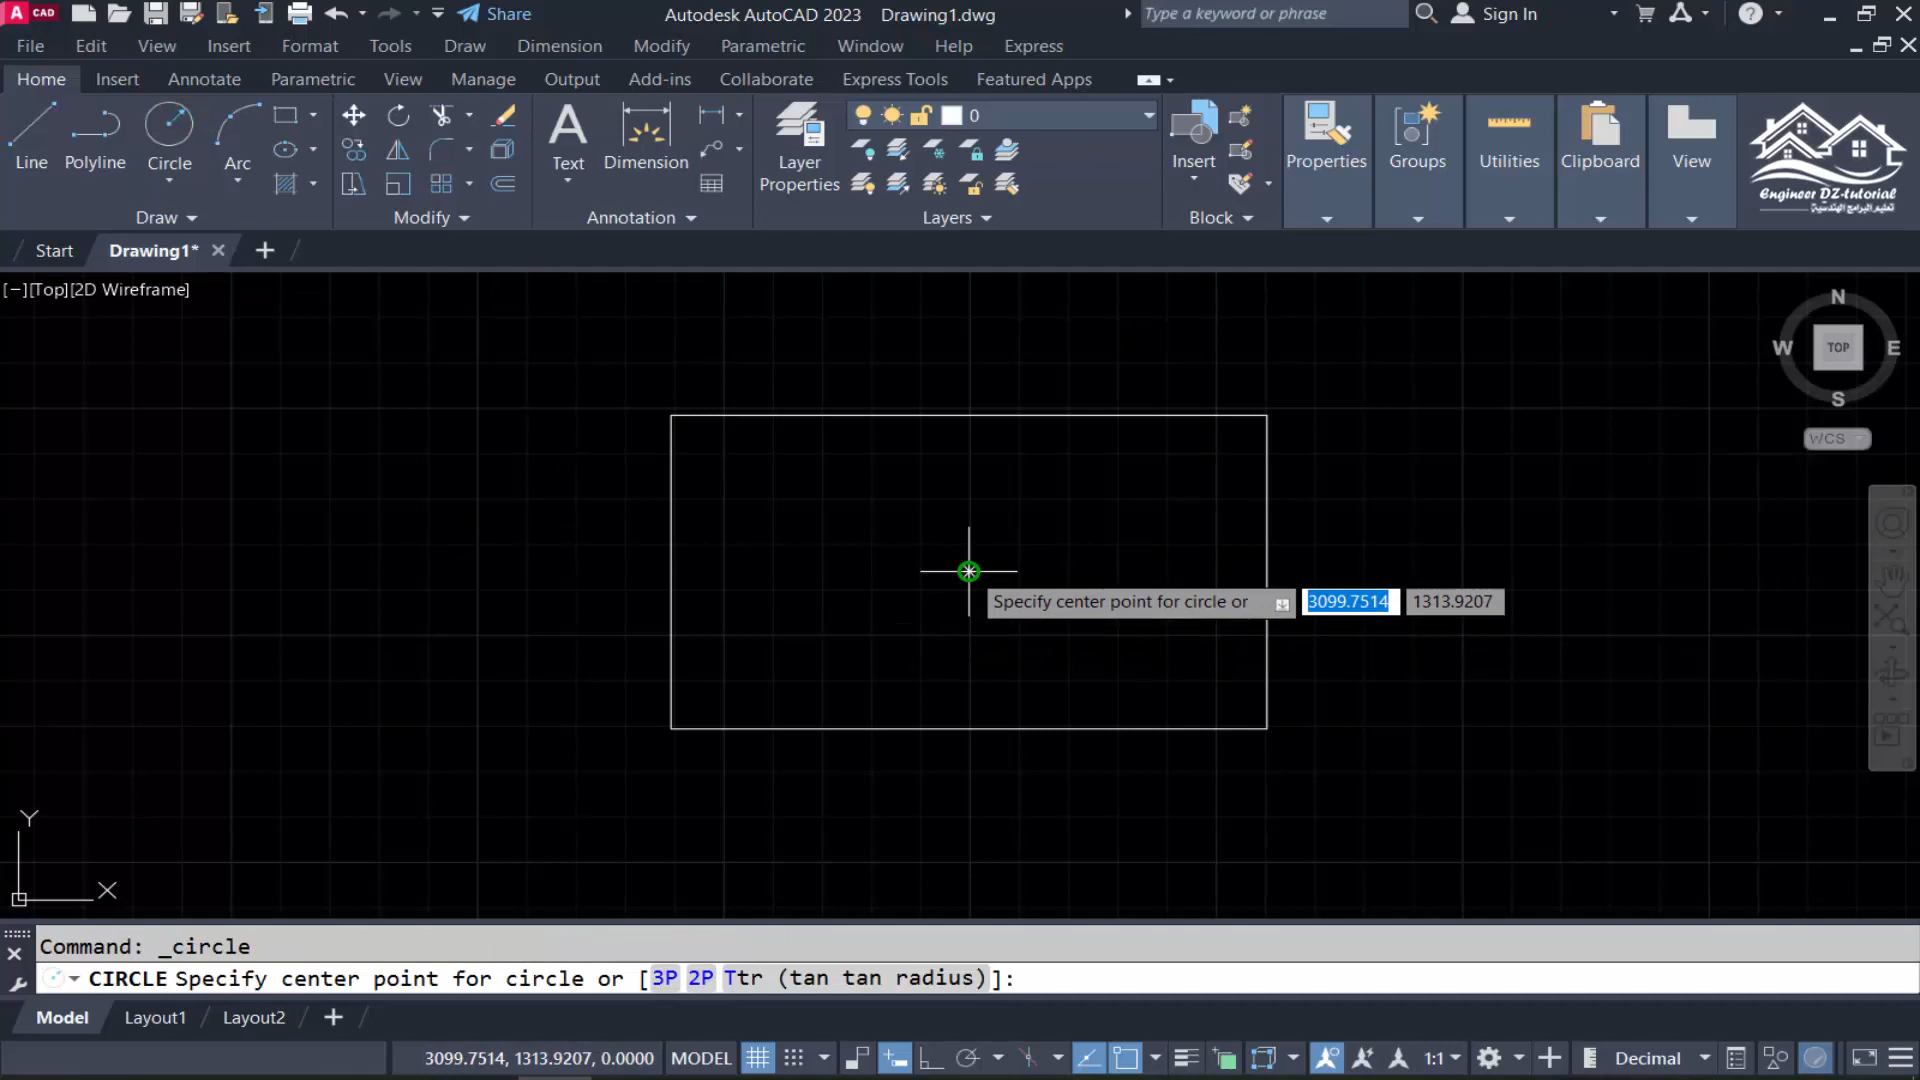 CAD
Share
Autodesk AutoCAD 2023 Drawing1.dwg
Type a keyword or phrase
Sign In
File Edit View Insert Format Tools Draw Dimension Modify Parametric Window Help Express
Home Insert Annotate Parametric View Manage Output Add-ins Collaborate Express Tools Featured Apps
Line Polyline Circle Arc
Text Dimension
Layer
Properties
0
Insert
Properties Groups Utilities Clipboard View
Engineer DZ-tutorial
تعليم البرامج الهندسية
Draw Modify Annotation Layers Block
Start Drawing1*
[−][Top][2D Wireframe]
N
W TOP E
S
WCS
Specify center point for circle or 3099.7514 1313.9207
Y
X
Command: _circle
CIRCLE Specify center point for circle or [3P 2P Ttr (tan tan radius)]:
Model Layout1 Layout2
3099.7514, 1313.9207, 0.0000 MODEL 1:1 Decimal